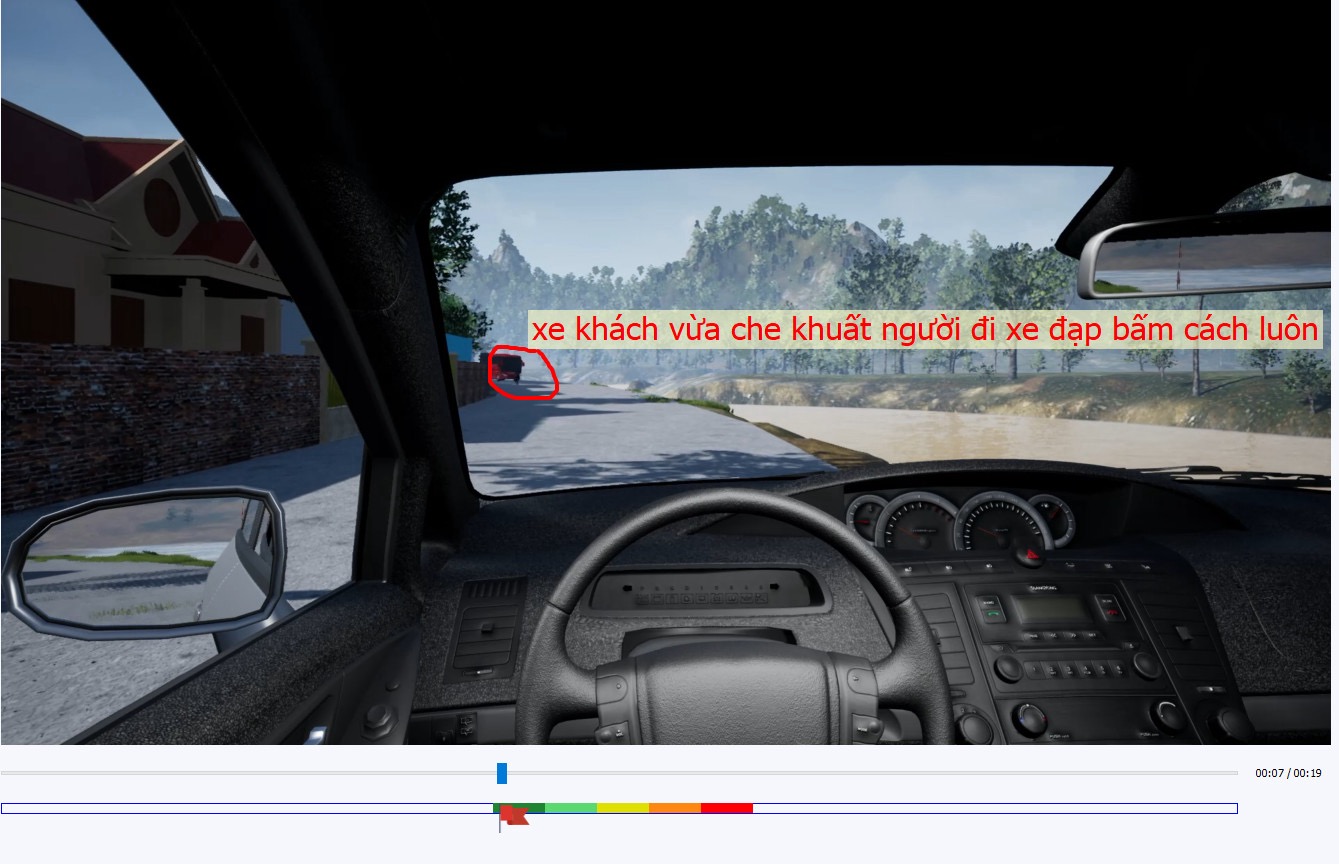 xe khách vừa che khuất người đi xe đạp bấm cách luôn
00:07 / 00:19